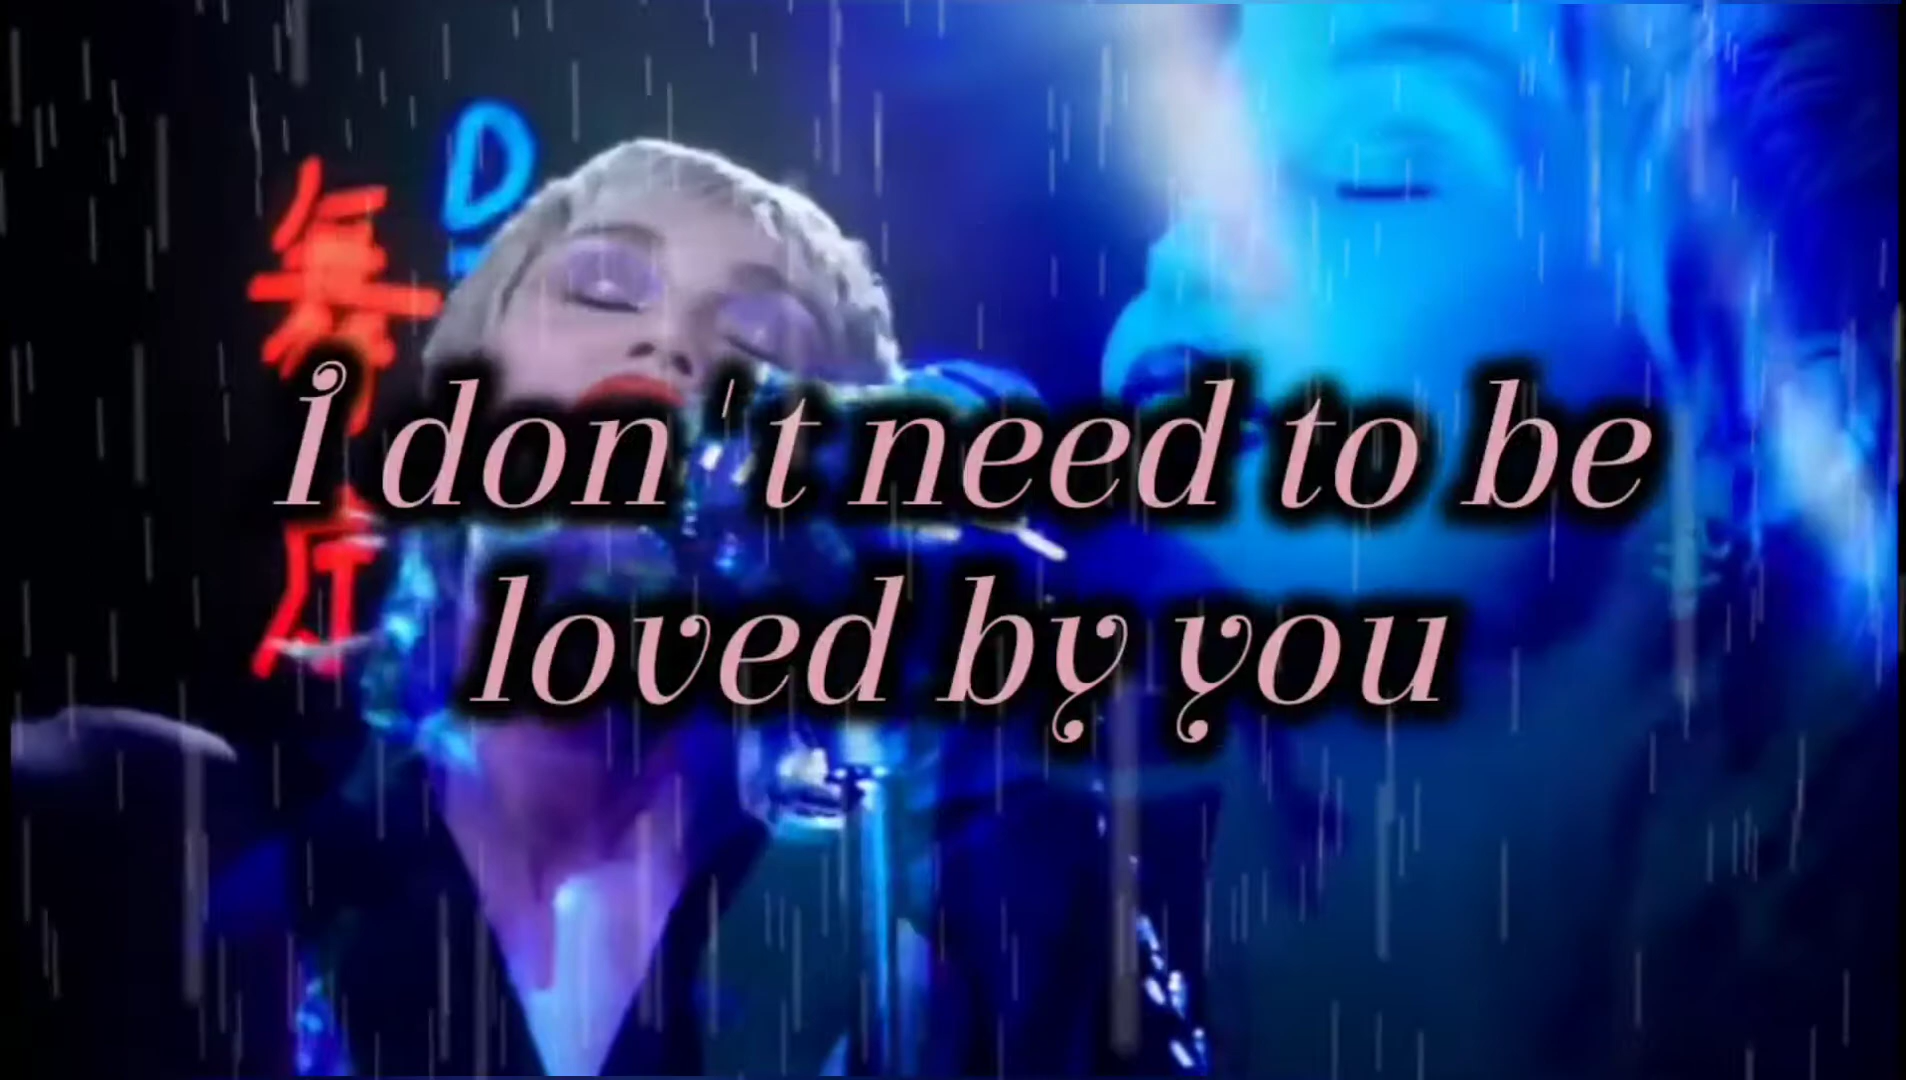 I don't need to be
loved by you
D
舞
厅